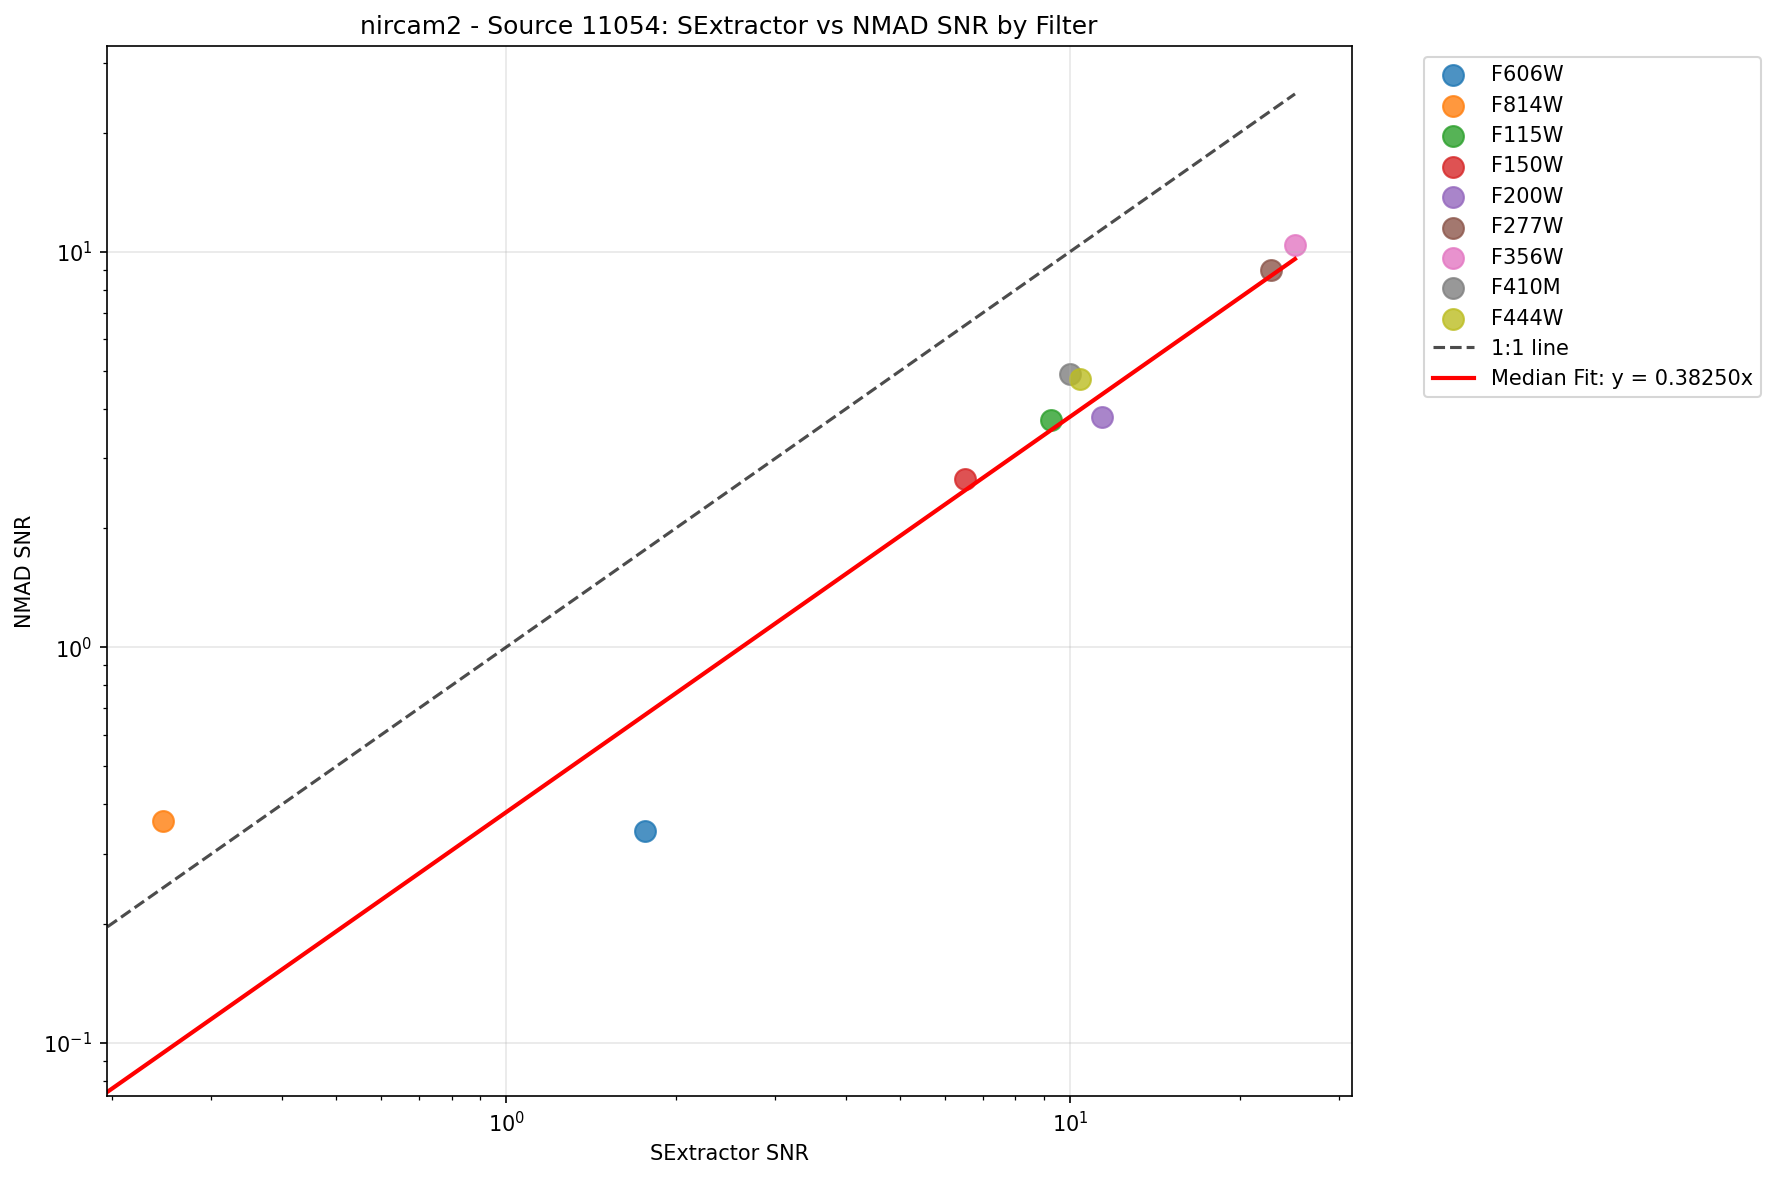 nircam2 - Source 11054: SExtractor vs NMAD SNR by Filter
F606W
F814W
F115W
F150W
F200W
F277W
F356W
F410M
F444W
1:1 line
Median Fit: y = 0.38250x
NMAD SNR
10¹
10⁰
10⁻¹
10⁰
10¹
SExtractor SNR